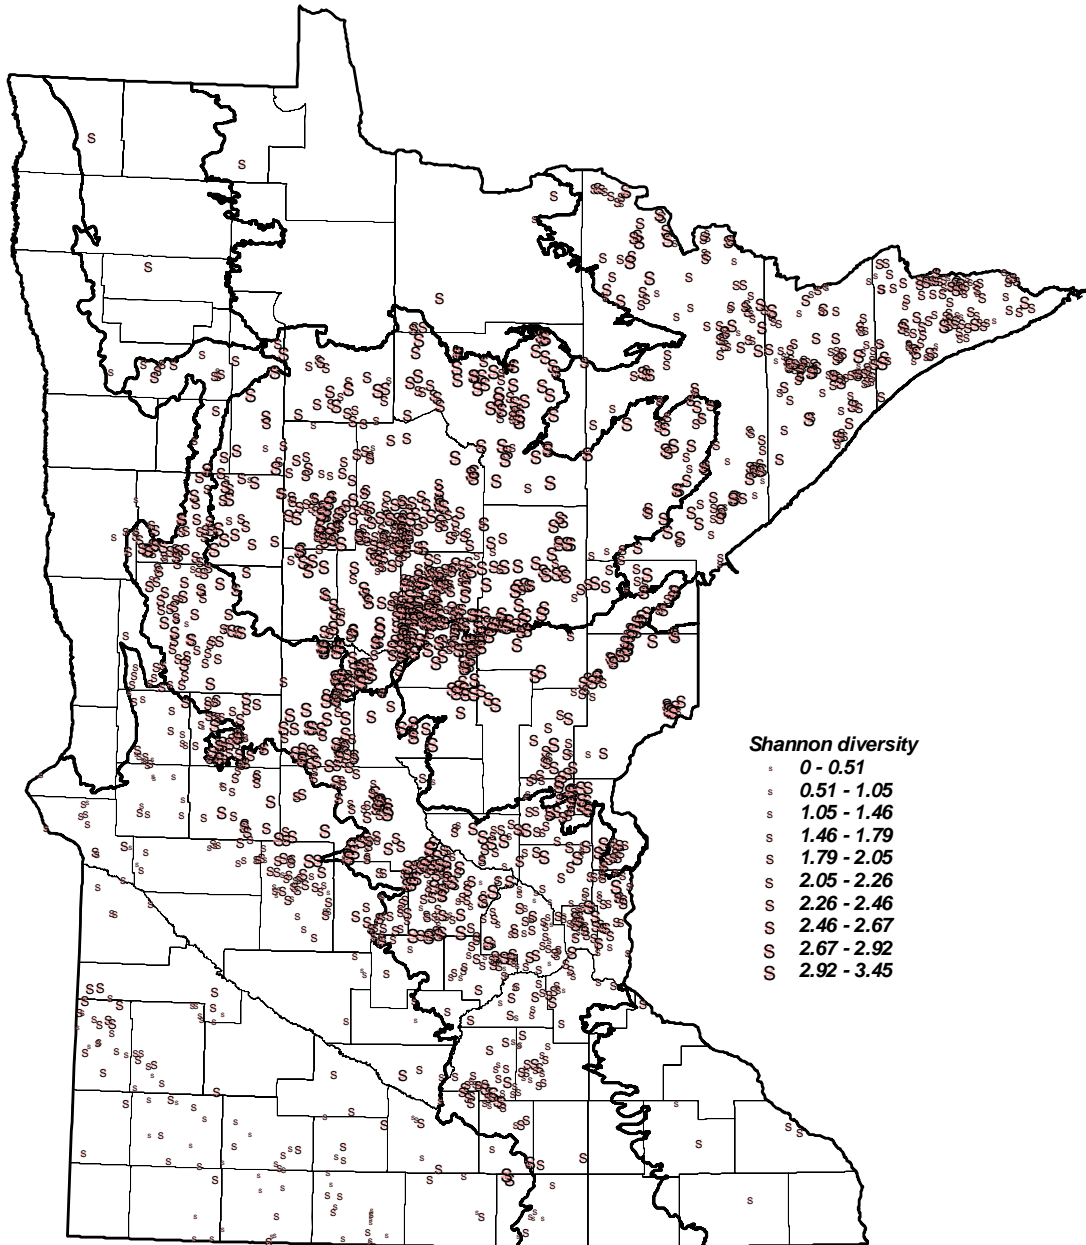 Shannon diversity
s 0 - 0.51
s 0.51 - 1.05
s 1.05 - 1.46
s 1.46 - 1.79
s 1.79 - 2.05
s 2.05 - 2.26
s 2.26 - 2.46
s 2.46 - 2.67
s 2.67 - 2.92
s 2.92 - 3.45